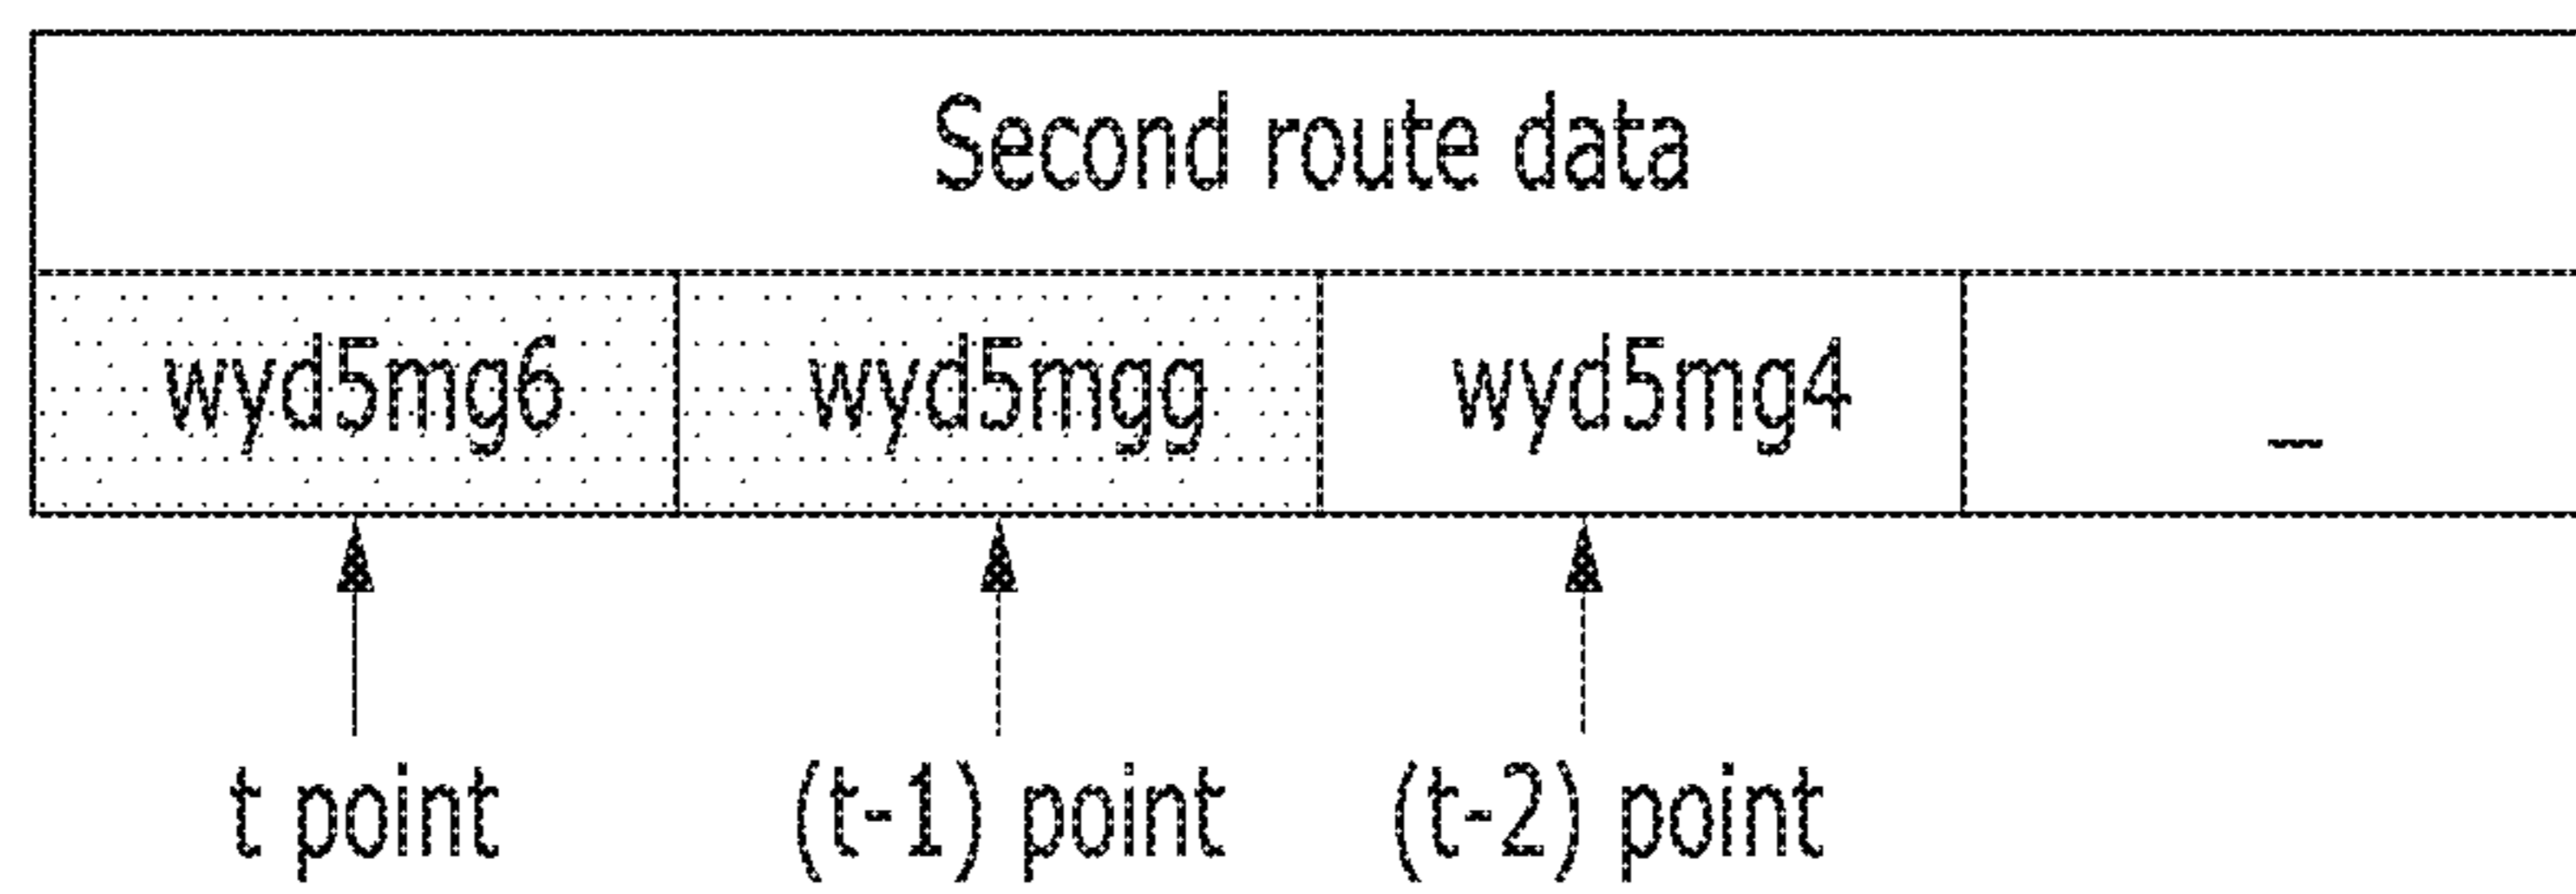 Second route data
wyd5mg6 wyd5mgg wyd5mg4 _
t point (t-1) point (t-2) point